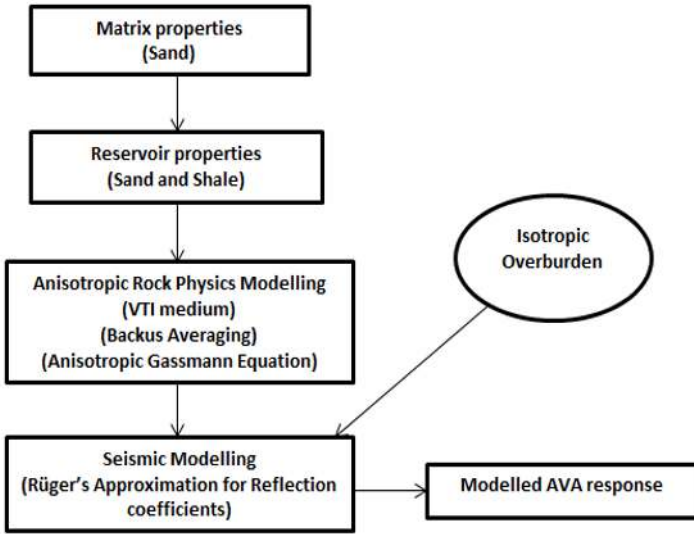 Matrix properties
(Sand)
Reservoir properties
(Sand and Shale)
Isotropic
Overburden
Anisotropic Rock Physics Modelling
(VTI medium)
(Backus Averaging)
(Anisotropic Gassmann Equation)
Seismic Modelling
(Rüger's Approximation for Reflection
coefficients)
Modelled AVA response